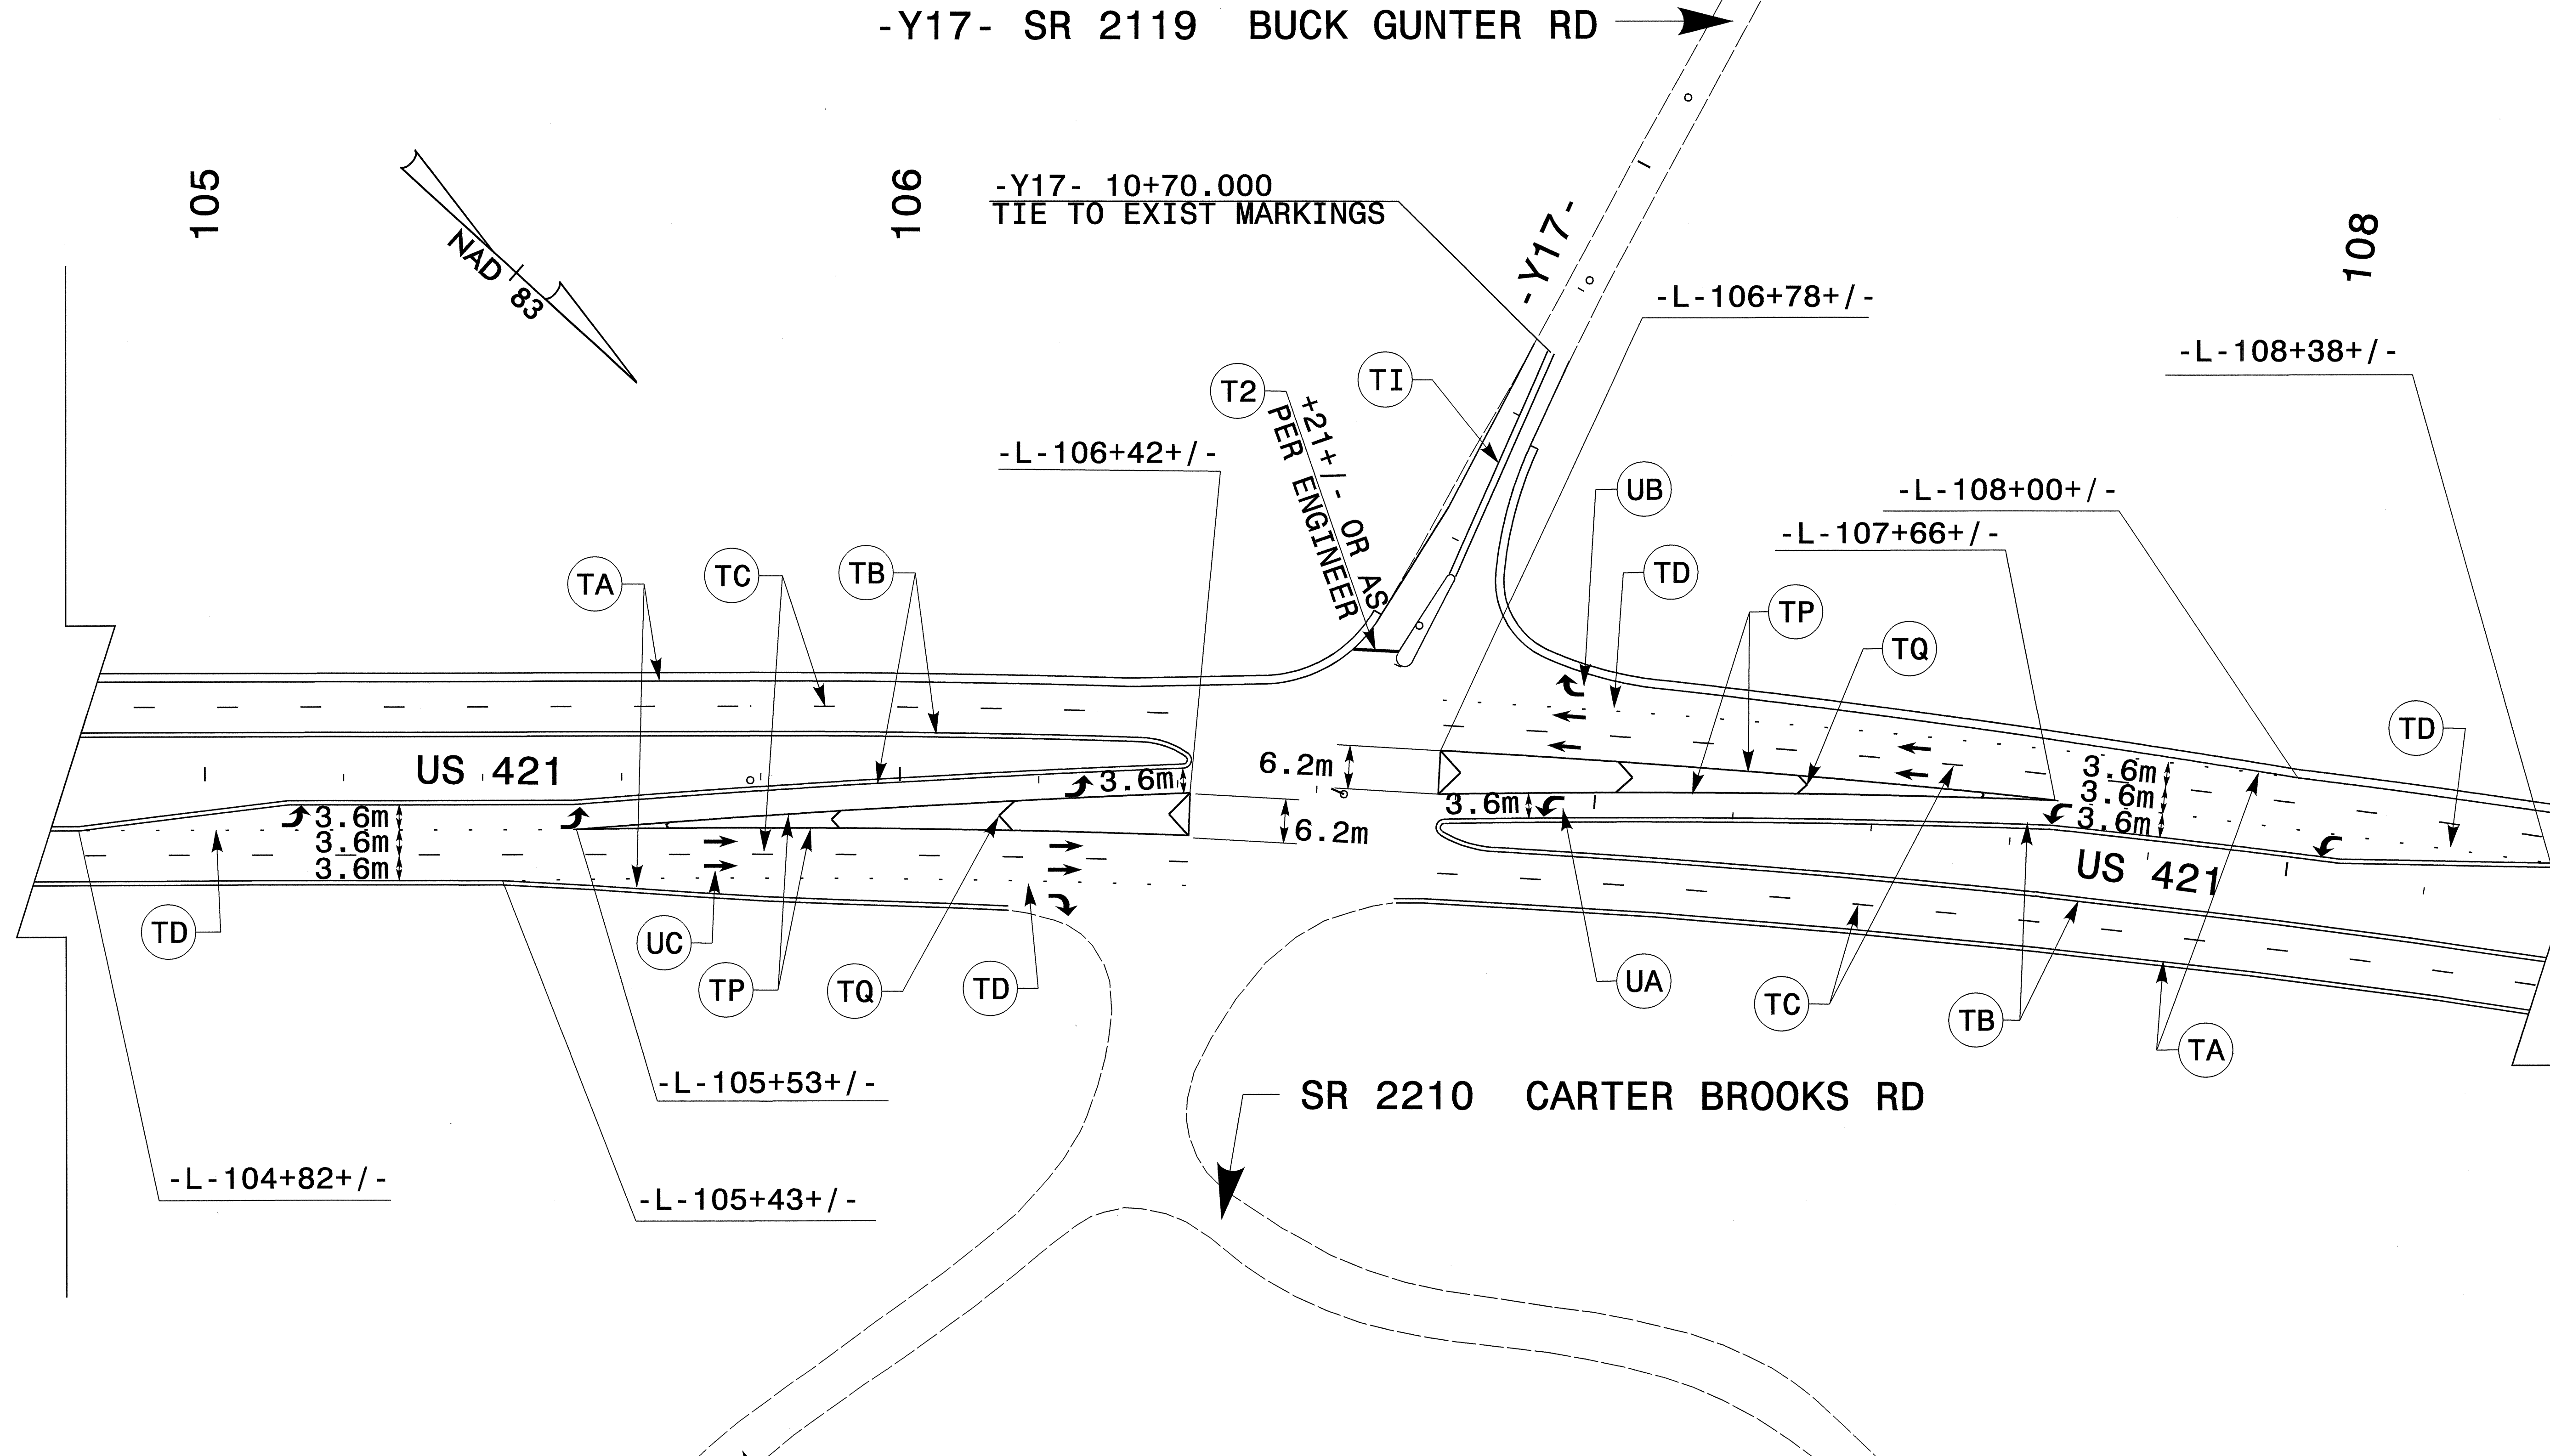 -Y17- SR 2119 BUCK GUNTER RD
105
106
108
NAD 83
-Y17- 10+70.000
TIE TO EXIST MARKINGS
-Y17-
-L-106+78+/-
-L-108+38+/-
T2
TI
+21+/- OR AS
PER ENGINEER
-L-106+42+/-
UB
-L-108+00+/-
-L-107+66+/-
TA
TC
TB
TD
TP
TQ
TD
US 421
3.6m
6.2m
6.2m
3.6m
3.6m
3.6m
3.6m
3.6m
3.6m
3.6m
US 421
TD
UC
TP
TQ
TD
UA
TC
TB
TA
-L-105+53+/-
SR 2210 CARTER BROOKS RD
-L-104+82+/-
-L-105+43+/-